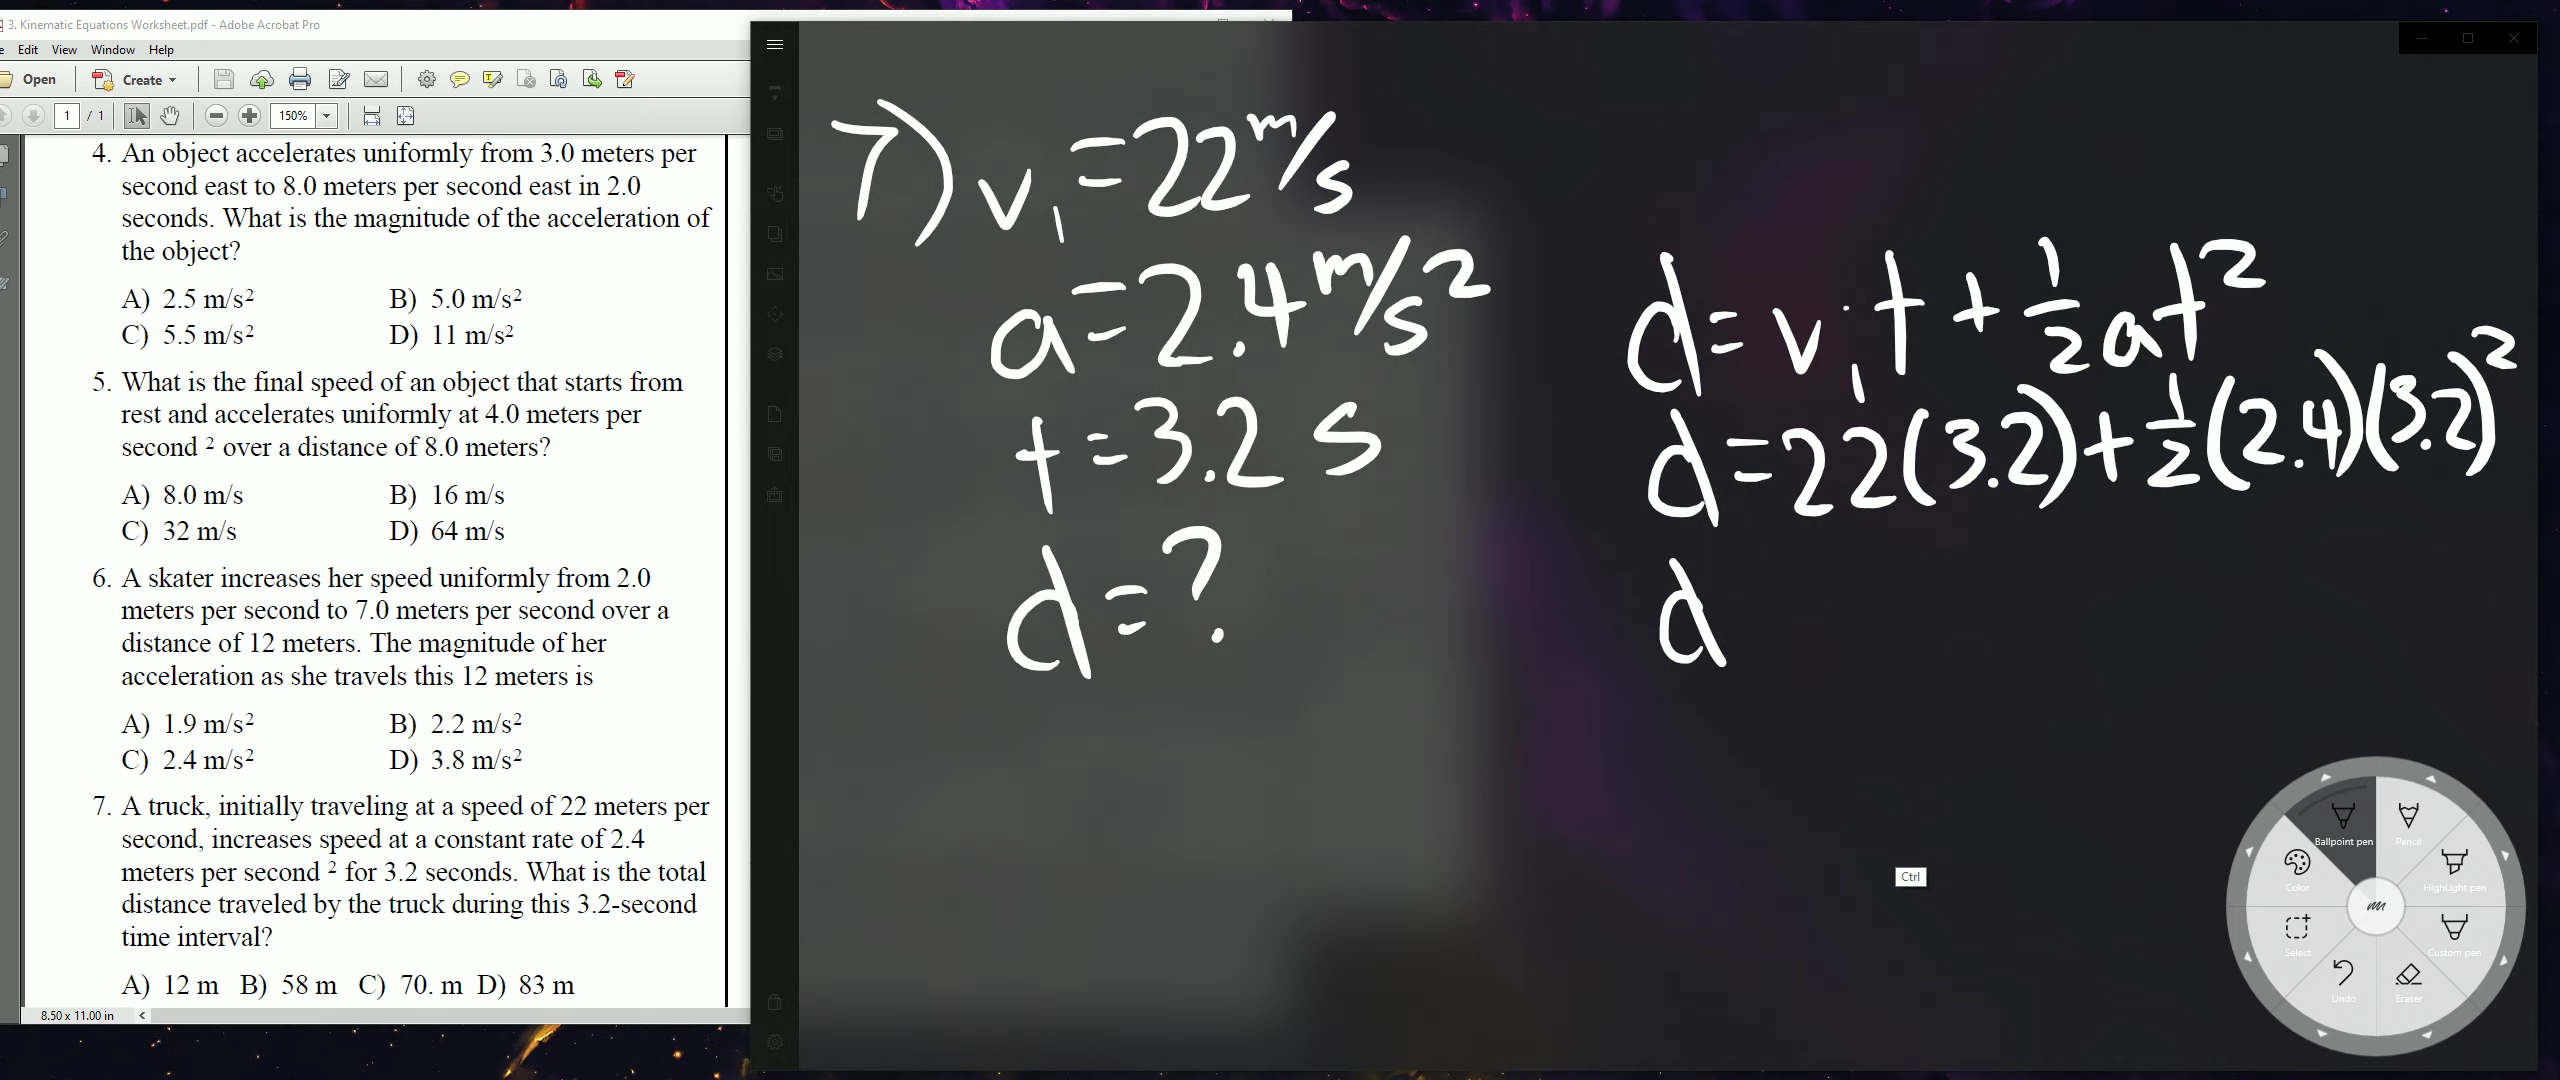 3. Kinematic Equations Worksheet.pdf - Adobe Acrobat Pro
Edit View Window Help
Open Create
1 / 1 150%
4. An object accelerates uniformly from 3.0 meters per
second east to 8.0 meters per second east in 2.0
seconds. What is the magnitude of the acceleration of
the object?
A) 2.5 m/s² B) 5.0 m/s²
C) 5.5 m/s² D) 11 m/s²
5. What is the final speed of an object that starts from
rest and accelerates uniformly at 4.0 meters per
second ² over a distance of 8.0 meters?
A) 8.0 m/s B) 16 m/s
C) 32 m/s D) 64 m/s
6. A skater increases her speed uniformly from 2.0
meters per second to 7.0 meters per second over a
distance of 12 meters. The magnitude of her
acceleration as she travels this 12 meters is
A) 1.9 m/s² B) 2.2 m/s²
C) 2.4 m/s² D) 3.8 m/s²
7. A truck, initially traveling at a speed of 22 meters per
second, increases speed at a constant rate of 2.4
meters per second ² for 3.2 seconds. What is the total
distance traveled by the truck during this 3.2-second
time interval?
A) 12 m B) 58 m C) 70. m D) 83 m
8.50 x 11.00 in
7) v₁ = 22 m/s
a = 2.4 m/s²
t = 3.2 s
d = ?
d = v₁t + ½at²
d = 22(3.2) + ½(2.4)(3.2)²
d
Ctrl
Ballpoint pen
Pencil
Color
HighLight pen
Select
Custom pen
Undo
Eraser